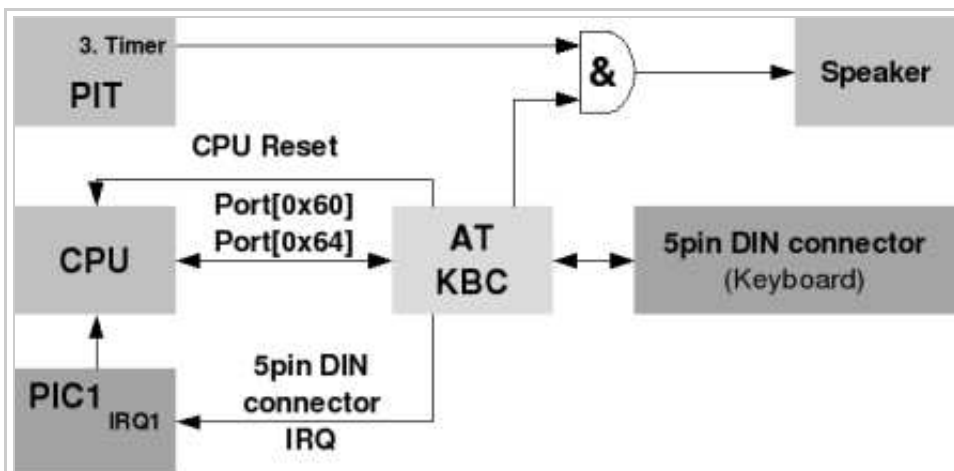 3. Timer
PIT
&
Speaker
CPU Reset
Port[0x60]
Port[0x64]
CPU
AT
KBC
5pin DIN connector
(Keyboard)
PIC1
IRQ1
5pin DIN
connector
IRQ